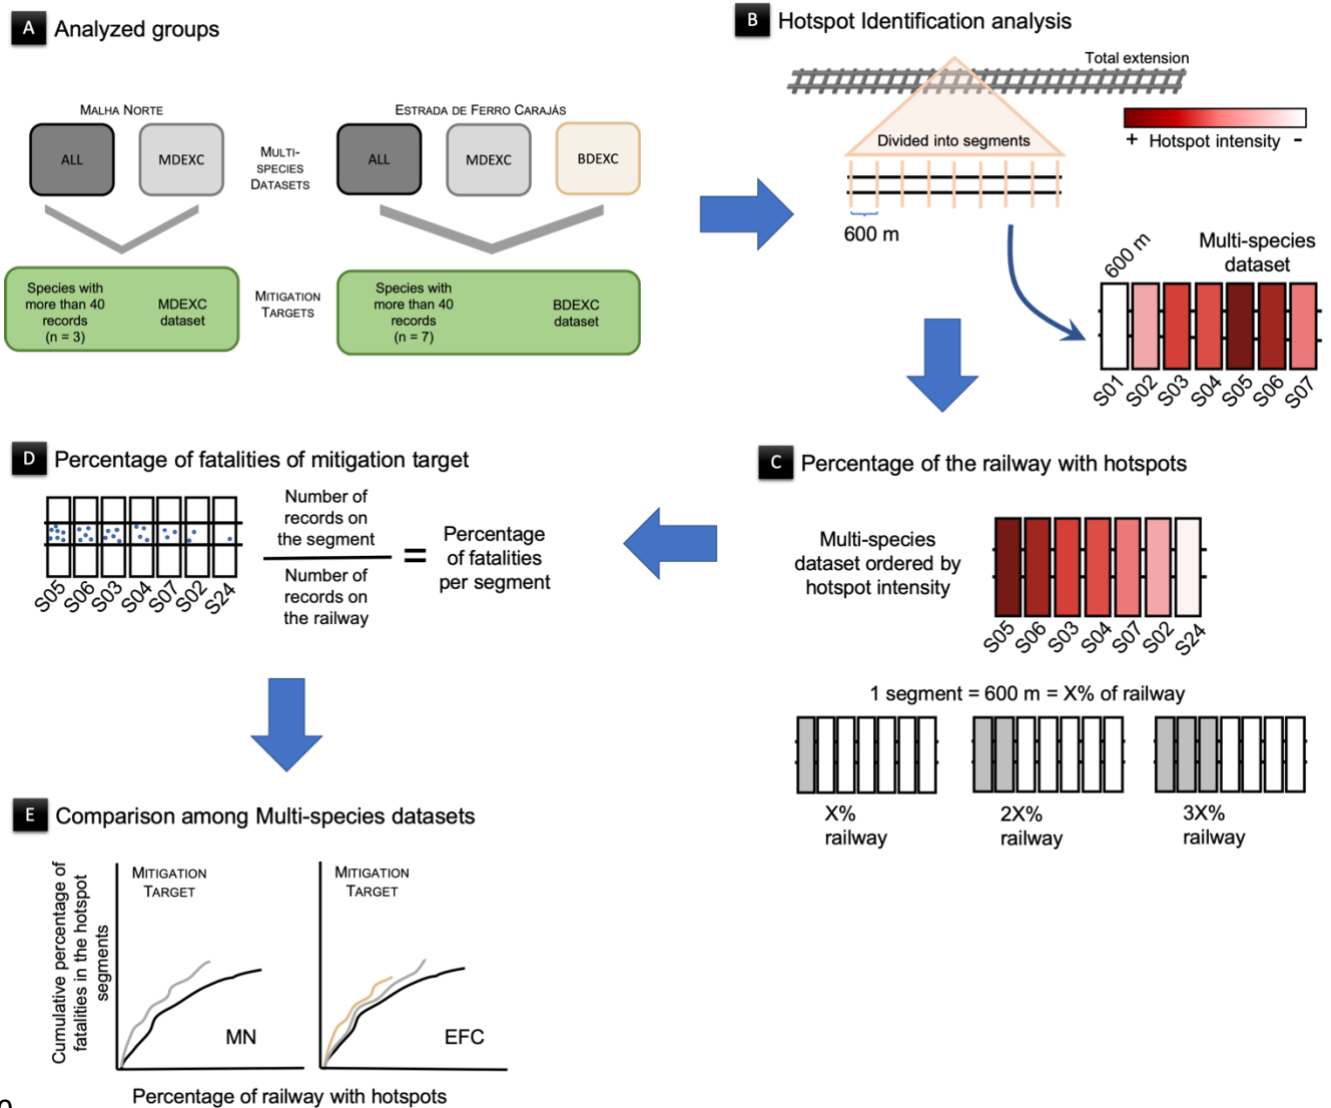 A Analyzed groups
MALHA NORTE
ESTRADA DE FERRO CARAJÁS
ALL
MDEXC
MULTI-
SPECIES
DATASETS
ALL
MDEXC
BDEXC
Species with
more than 40
records
(n = 3)
MDEXC
dataset
MITIGATION
TARGETS
Species with
more than 40
records
(n = 7)
BDEXC
dataset
B Hotspot Identification analysis
Total extension
Divided into segments
+ Hotspot intensity -
600 m
600 m
Multi-species
dataset
S01 S02 S03 S04 S05 S06 S07
C Percentage of the railway with hotspots
Multi-species
dataset ordered by
hotspot intensity
S05 S06 S03 S04 S07 S02 S24
1 segment = 600 m = X% of railway
X%
railway
2X%
railway
3X%
railway
D Percentage of fatalities of mitigation target
S05 S06 S03 S04 S07 S02 S24
Number of
records on
the segment
Number of
records on
the railway
=
Percentage
of fatalities
per segment
E Comparison among Multi-species datasets
Cumulative percentage of
fatalities in the hotspot
segments
MITIGATION
TARGET
MN
MITIGATION
TARGET
EFC
Percentage of railway with hotspots